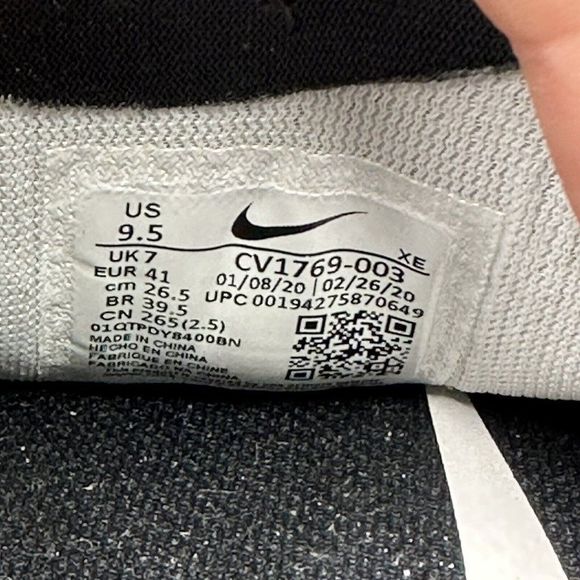 US
9.5
UK 7
EUR 41
cm 26.5
BR 39.5
CN 265(2.5)
01QTPDY8400BN
MADE IN CHINA
HECHO EN CHINA
FABRIQUE EN CHINE
FABRICADO NA CHINA
XE
CV1769-003
01/08/20 | 02/26/20
UPC 00194275870649